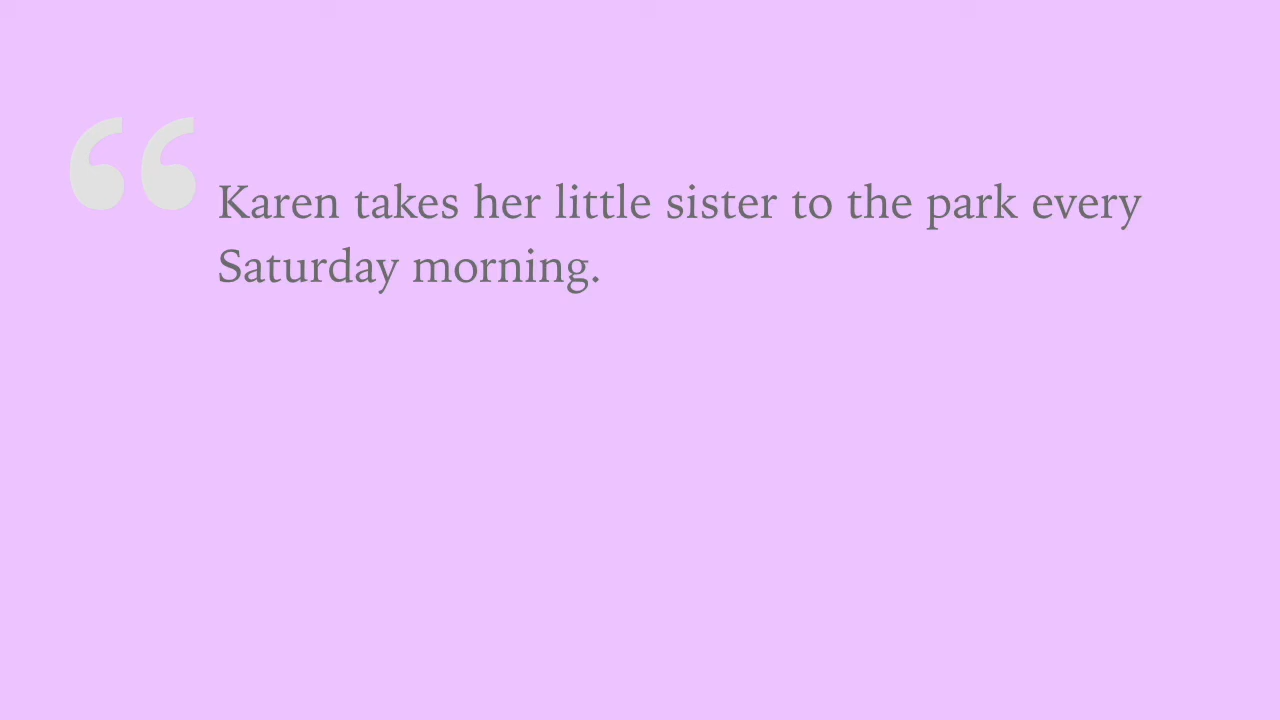 “Karen takes her little sister to the park every
Saturday morning.